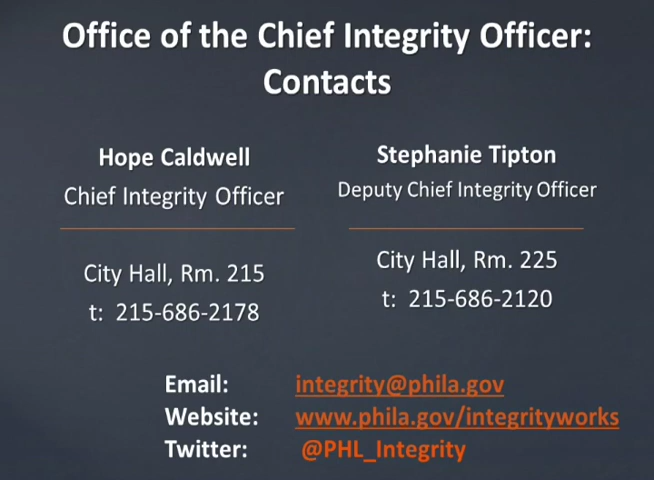 Office of the Chief Integrity Officer:
Contacts
Hope Caldwell
Chief Integrity Officer
City Hall, Rm. 215
t: 215-686-2178
Stephanie Tipton
Deputy Chief Integrity Officer
City Hall, Rm. 225
t: 215-686-2120
Email: integrity@phila.gov
Website: www.phila.gov/integrityworks
Twitter: @PHL_Integrity